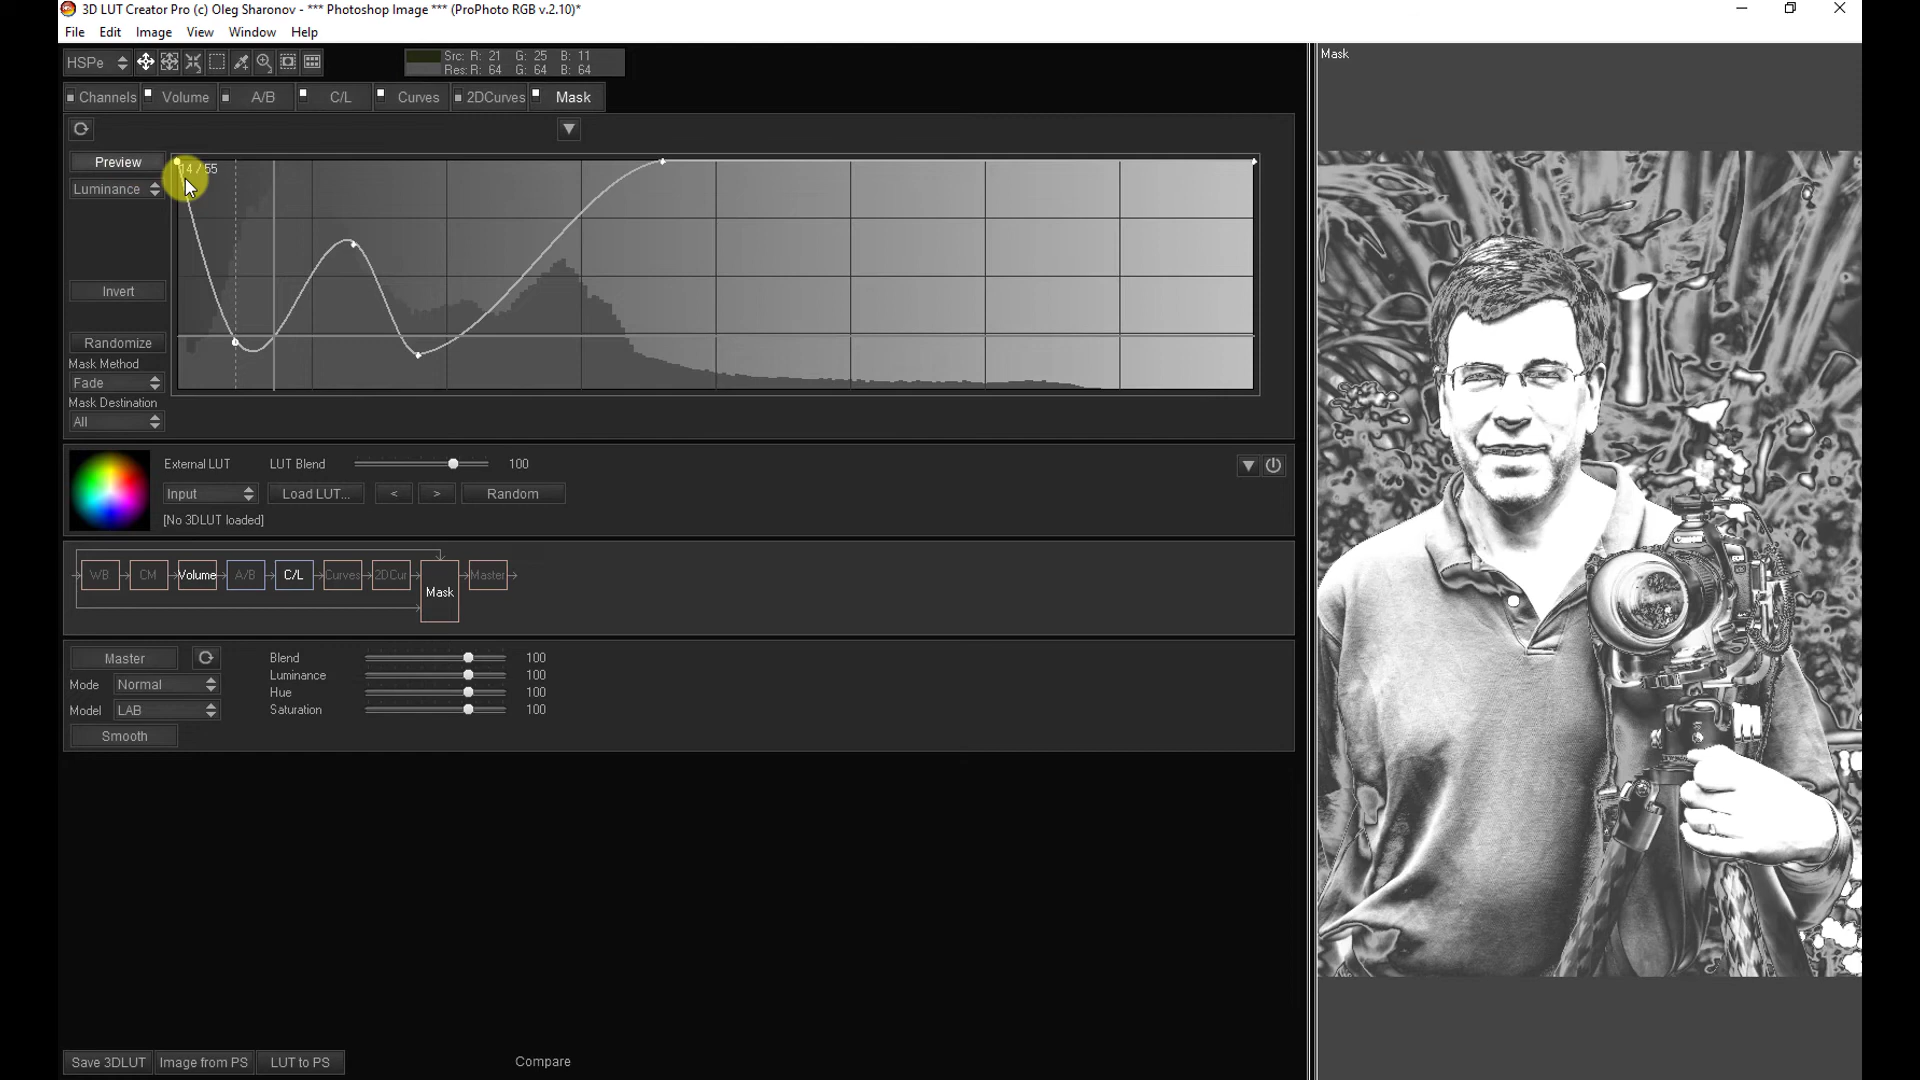 3D LUT Creator Pro (c) Oleg Sharonov - *** Photoshop Image *** (ProPhoto RGB v.2.10)*
File Edit Image View Window Help
HSPe
Src: R: 21 G: 25 B: 11
Res: R: 64 G: 64 B: 64
Channels Volume A/B C/L Curves 2DCurves Mask
Mask
Preview
14 / 55
Luminance
Invert
Randomize
Mask Method
Fade
Mask Destination
All
External LUT LUT Blend 100
Input Load LUT... < > Random
[No 3DLUT loaded]
WB CM Volume A/B C/L Curves 2DCur Mask Master
Master Blend 100
Luminance 100
Mode Normal Hue 100
Model LAB Saturation 100
Smooth
Save 3DLUT Image from PS LUT to PS Compare